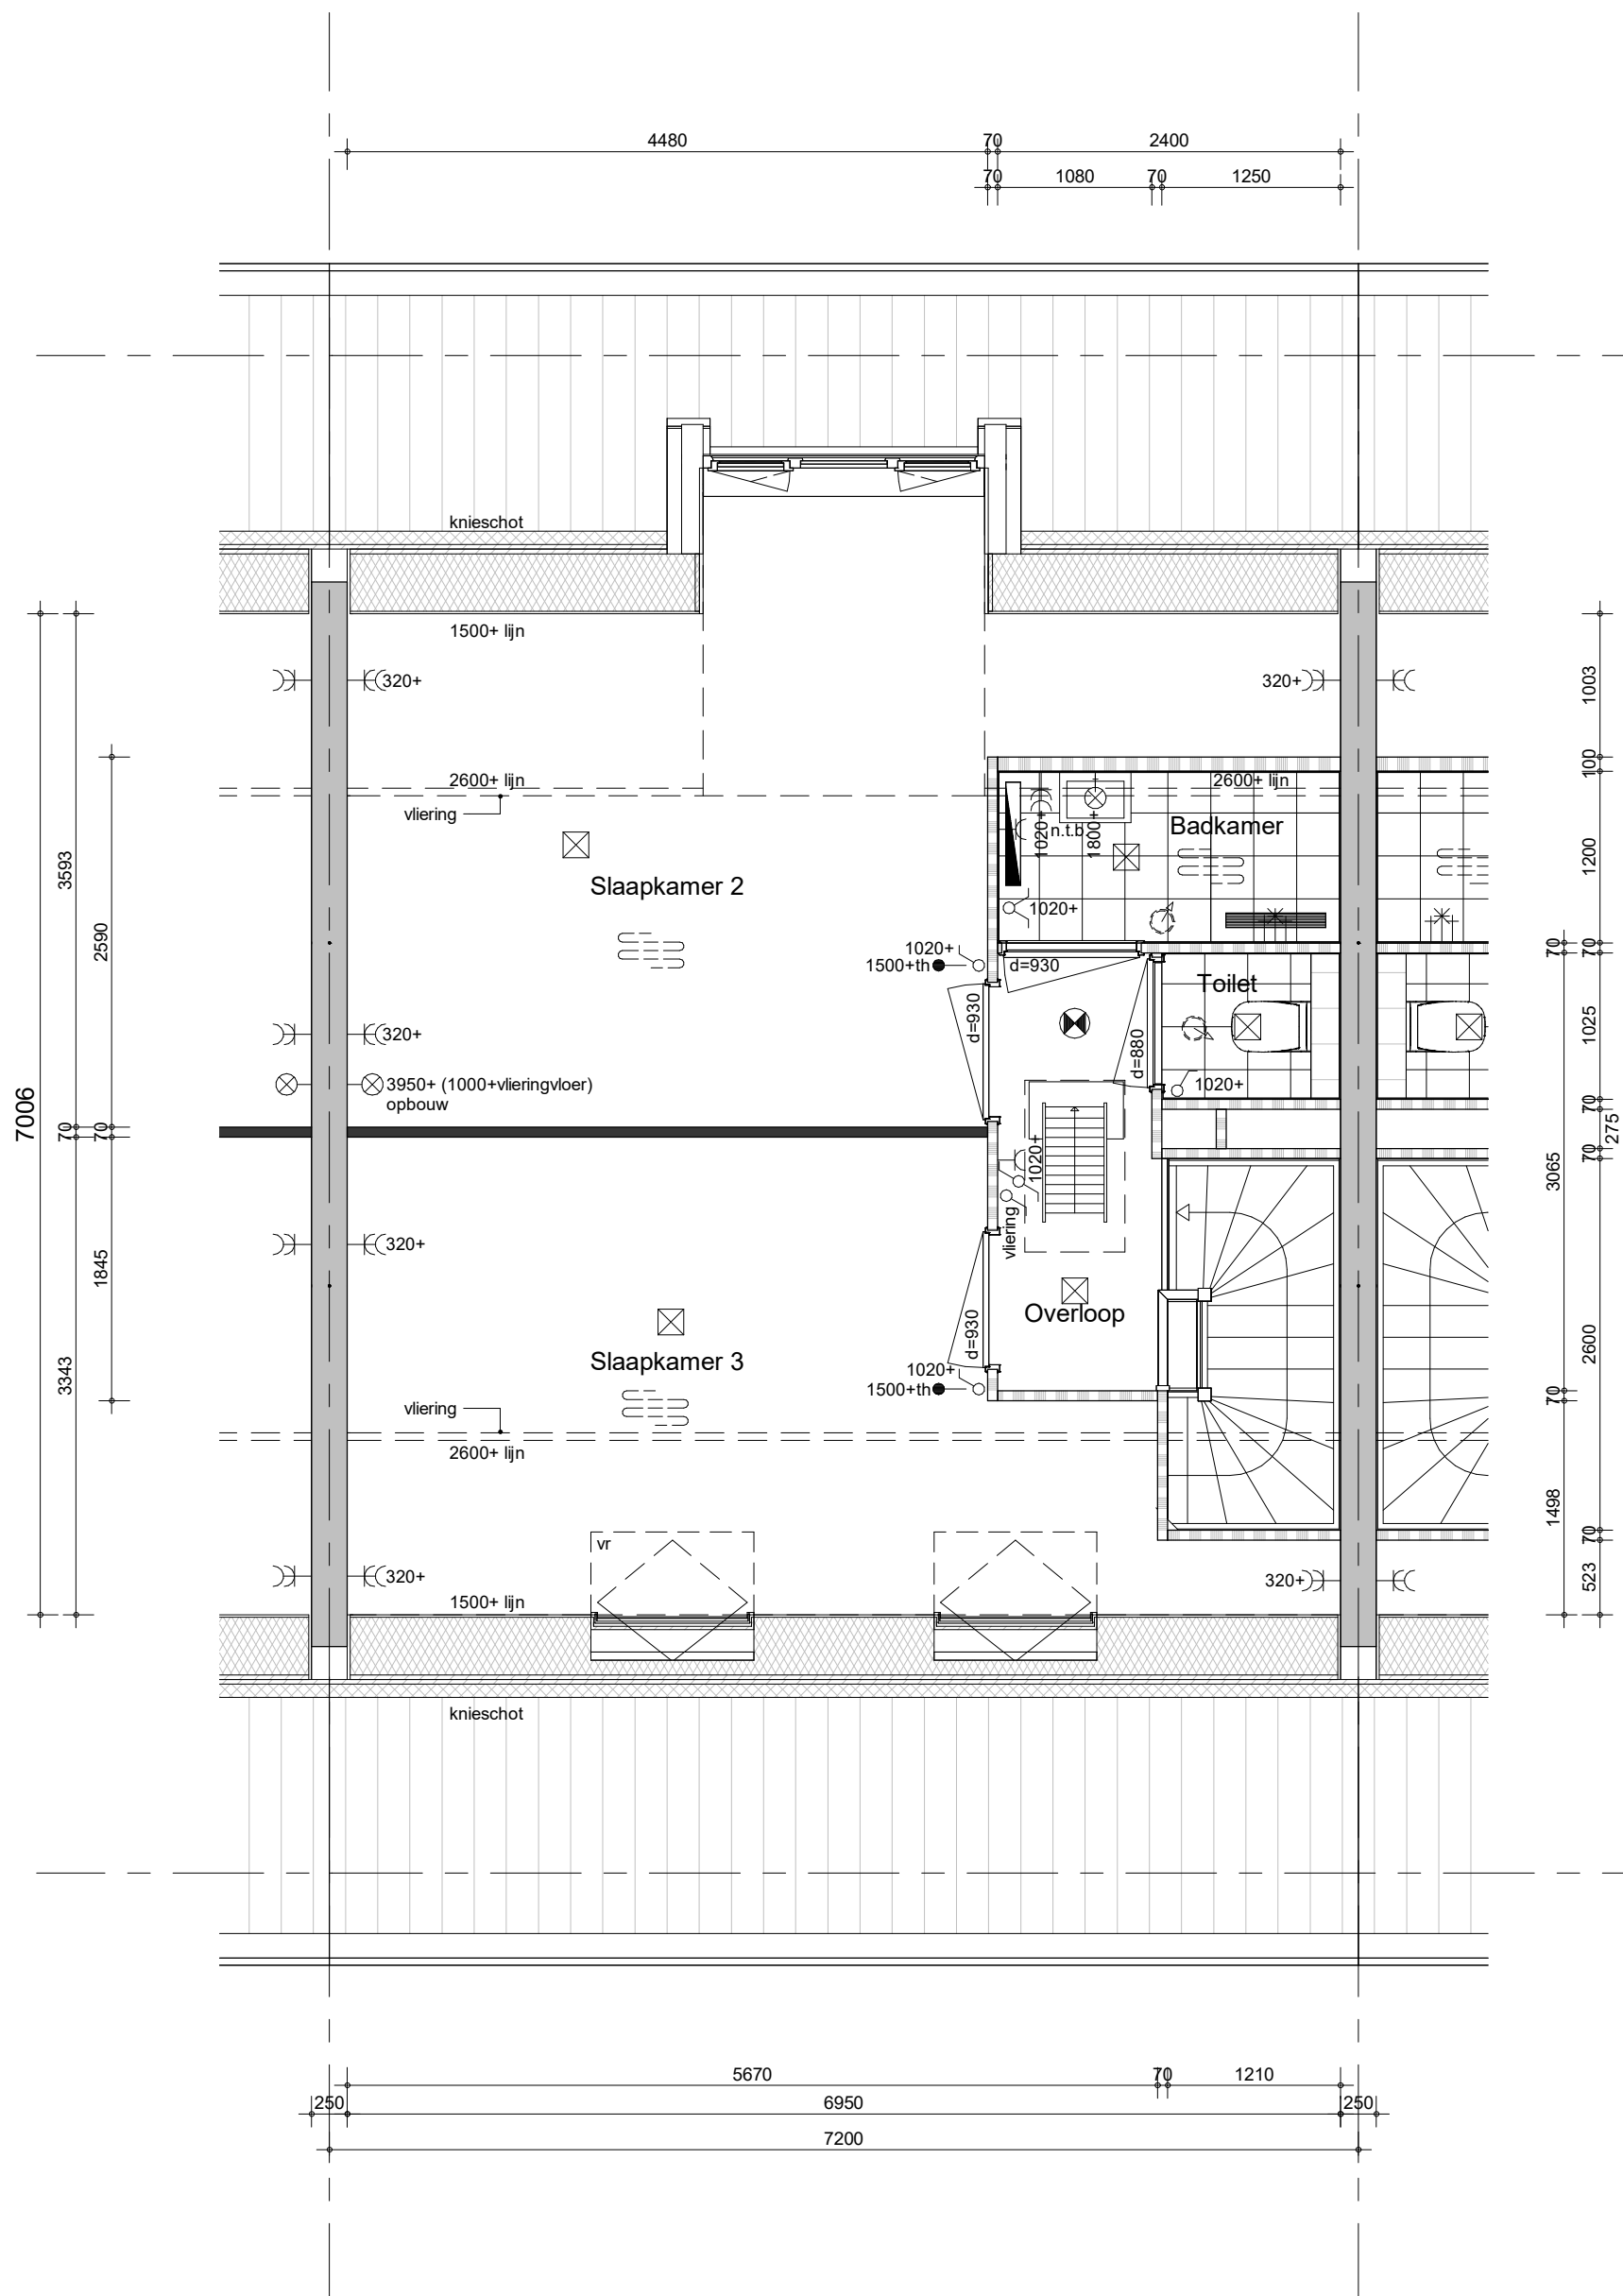 4480
70
2400
70
1080
70
1250
knieschot
1500+ lijn
320+
320+
1003
100
2600+ lijn
2600+ lijn
vliering
1020+
n.t.b.
1800+
Badkamer
1200
3593
Slaapkamer 2
2590
1020+
1020+
1500+th
d=930
70
70
Toilet
d=930
d=880
1025
320+
3950+ (1000+vlieringvloer)
opbouw
1020+
7006
70
70
70
275
70
1020+
3065
vliering
320+
1845
d=930
Overloop
2600
3343
Slaapkamer 3
1020+
1500+th
70
vliering
2600+ lijn
1498
vr
70
320+
320+
523
1500+ lijn
knieschot
5670
70
1210
250
6950
250
7200